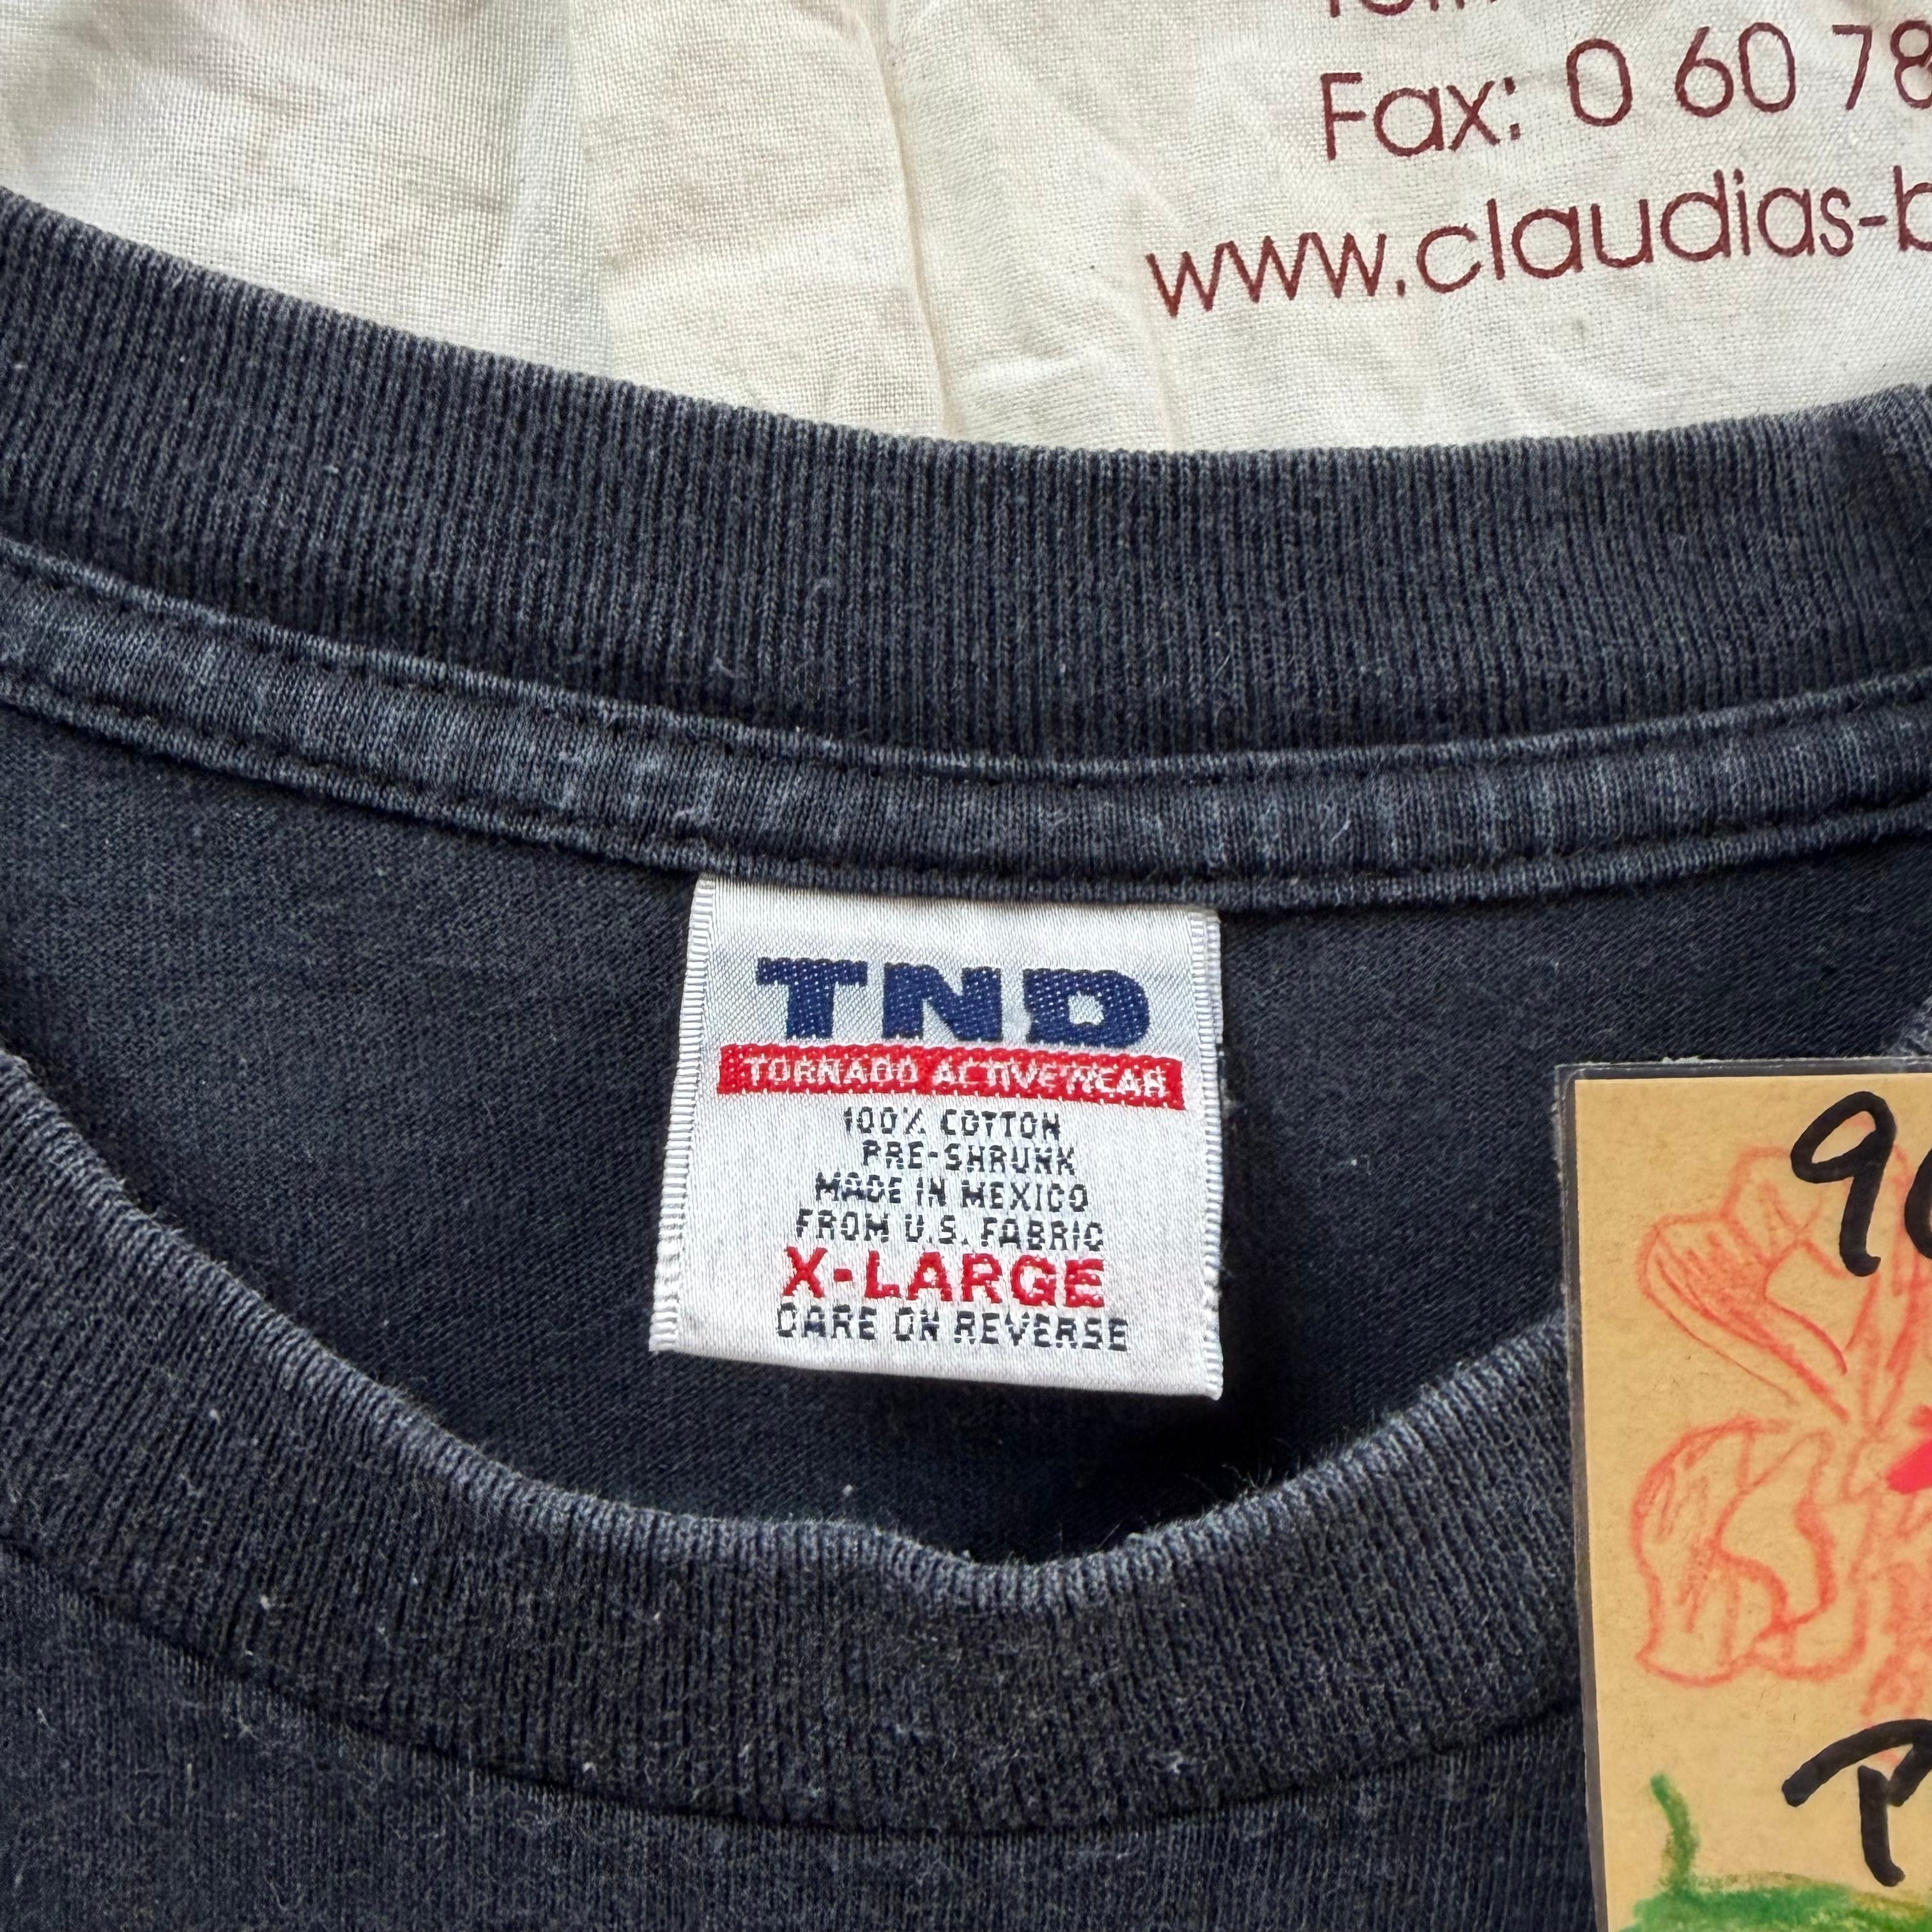 Fax: 0 60 78
www.claudias-b
TND
TORNADO ACTIVEWEAR
100% COTTON
PRE-SHRUNK
MADE IN MEXICO
FROM U.S. FABRIC
X-LARGE
CARE ON REVERSE